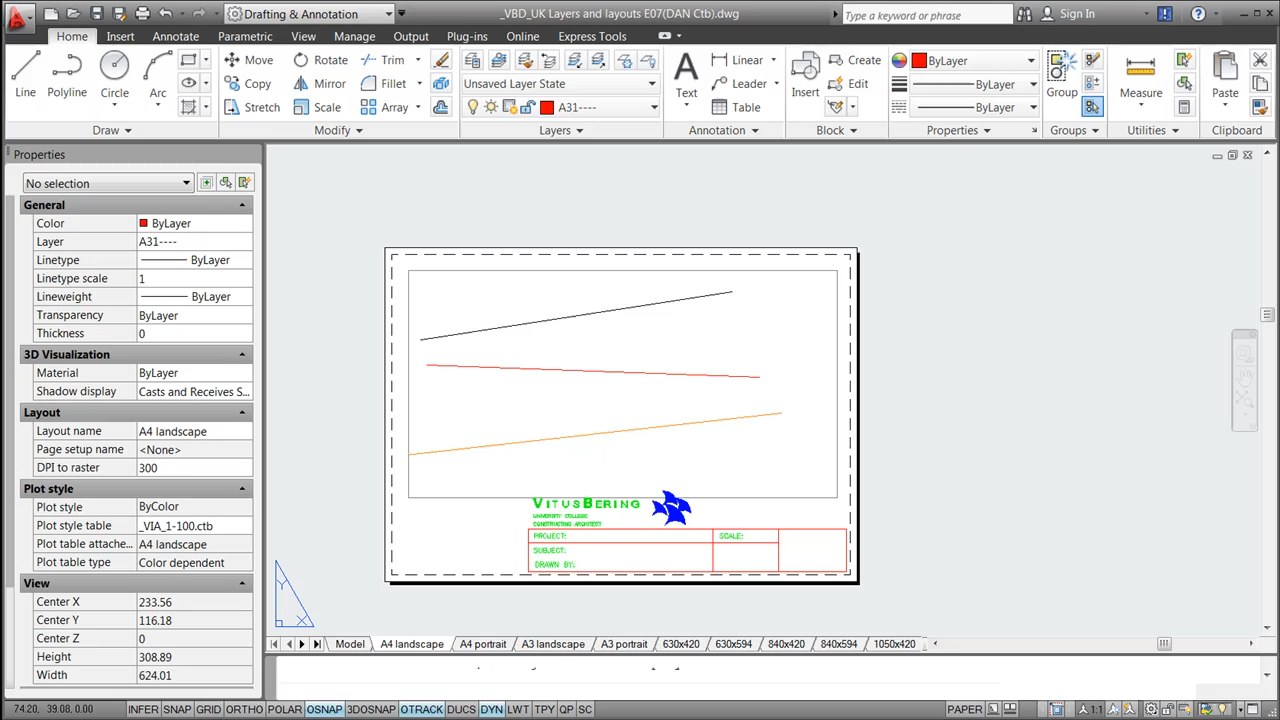 Drafting & Annotation
_VBD_UK Layers and layouts E07(DAN Ctb).dwg
Type a keyword or phrase
Sign In
Home Insert Annotate Parametric View Manage Output Plug-ins Online Express Tools
Line
Polyline
Circle
Arc
Move
Rotate
Trim
Copy
Mirror
Fillet
Stretch
Scale
Array
Unsaved Layer State
A31----
Text
Linear
Leader
Table
Insert
Create
Edit
ByLayer
ByLayer
ByLayer
Group
Measure
Paste
Draw
Modify
Layers
Annotation
Block
Properties
Groups
Utilities
Clipboard
Properties
No selection
General
Color ByLayer
Layer A31----
Linetype ByLayer
Linetype scale 1
Lineweight ByLayer
Transparency ByLayer
Thickness 0
3D Visualization
Material ByLayer
Shadow display Casts and Receives S...
Layout
Layout name A4 landscape
Page setup name <None>
DPI to raster 300
Plot style
Plot style ByColor
Plot style table _VIA_1-100.ctb
Plot table attache... A4 landscape
Plot table type Color dependent
View
Center X 233.56
Center Y 116.18
Center Z 0
Height 308.89
Width 624.01
VITUSBERING
UNIVERSITY COLLEGE
CONSTRUCTING ARCHITECT
PROJECT: SCALE:
SUBJECT:
DRAWN BY:
Y
X
Model A4 landscape A4 portrait A3 landscape A3 portrait 630x420 630x594 840x420 840x594 1050x420
74.20, 39.08, 0.00 INFER SNAP GRID ORTHO POLAR OSNAP 3DOSNAP OTRACK DUCS DYN LWT TPY QP SC PAPER 1:1